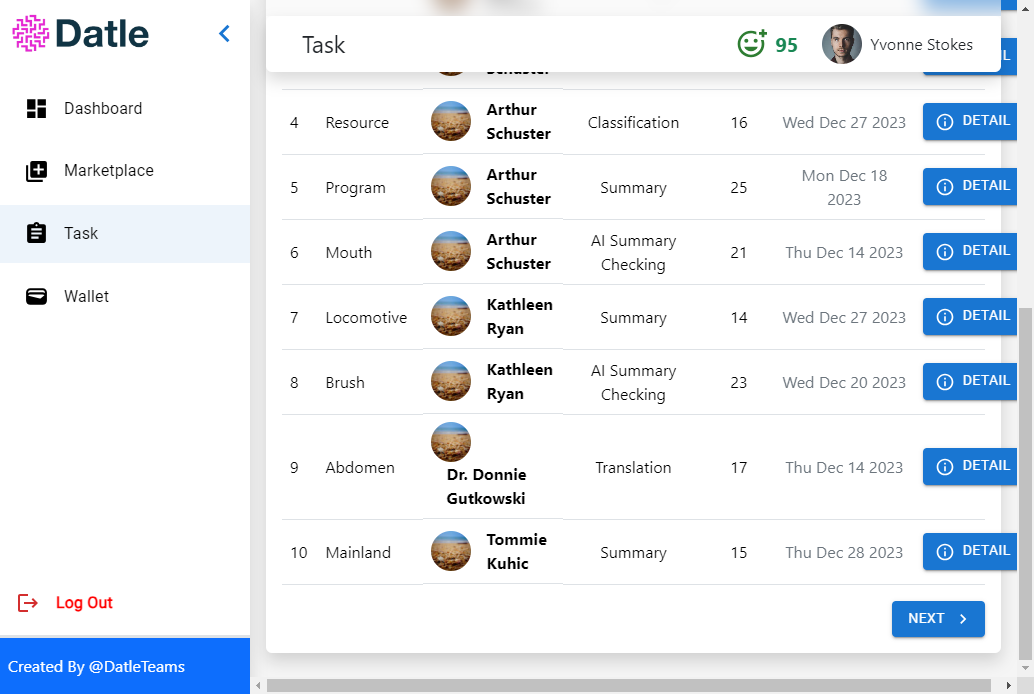 Datle
Dashboard
Marketplace
Task
Wallet
Log Out
Created By @DatleTeams
Task
95
Yvonne Stokes
Schuster
4 Resource Arthur Schuster Classification 16 Wed Dec 27 2023 DETAIL
5 Program Arthur Schuster Summary 25 Mon Dec 18 2023 DETAIL
6 Mouth Arthur Schuster AI Summary Checking 21 Thu Dec 14 2023 DETAIL
7 Locomotive Kathleen Ryan Summary 14 Wed Dec 27 2023 DETAIL
8 Brush Kathleen Ryan AI Summary Checking 23 Wed Dec 20 2023 DETAIL
9 Abdomen Dr. Donnie Gutkowski Translation 17 Thu Dec 14 2023 DETAIL
10 Mainland Tommie Kuhic Summary 15 Thu Dec 28 2023 DETAIL
NEXT